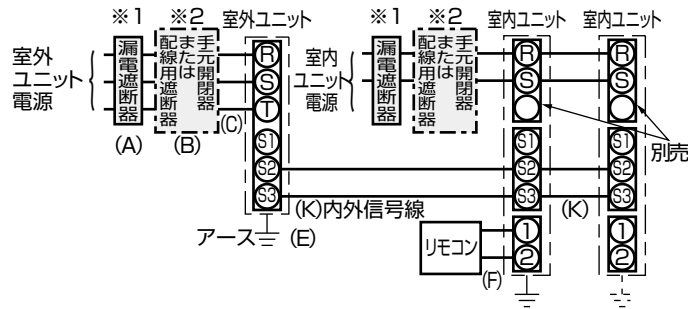 ※1
※2
室外ユニット
室外
ユニット
電源
漏電遮断器
手元開閉器
または
配線用遮断器
R
S
T
S1
S2
S3
(A)
(B)
(C)
(K)内外信号線
アース
(E)
※1
※2
室内ユニット
室内ユニット
室内
ユニット
電源
漏電遮断器
手元開閉器
または
配線用遮断器
R
S
S1
S2
S3
1
2
R
S
S1
S2
S3
1
2
別売
(K)
リモコン
(F)